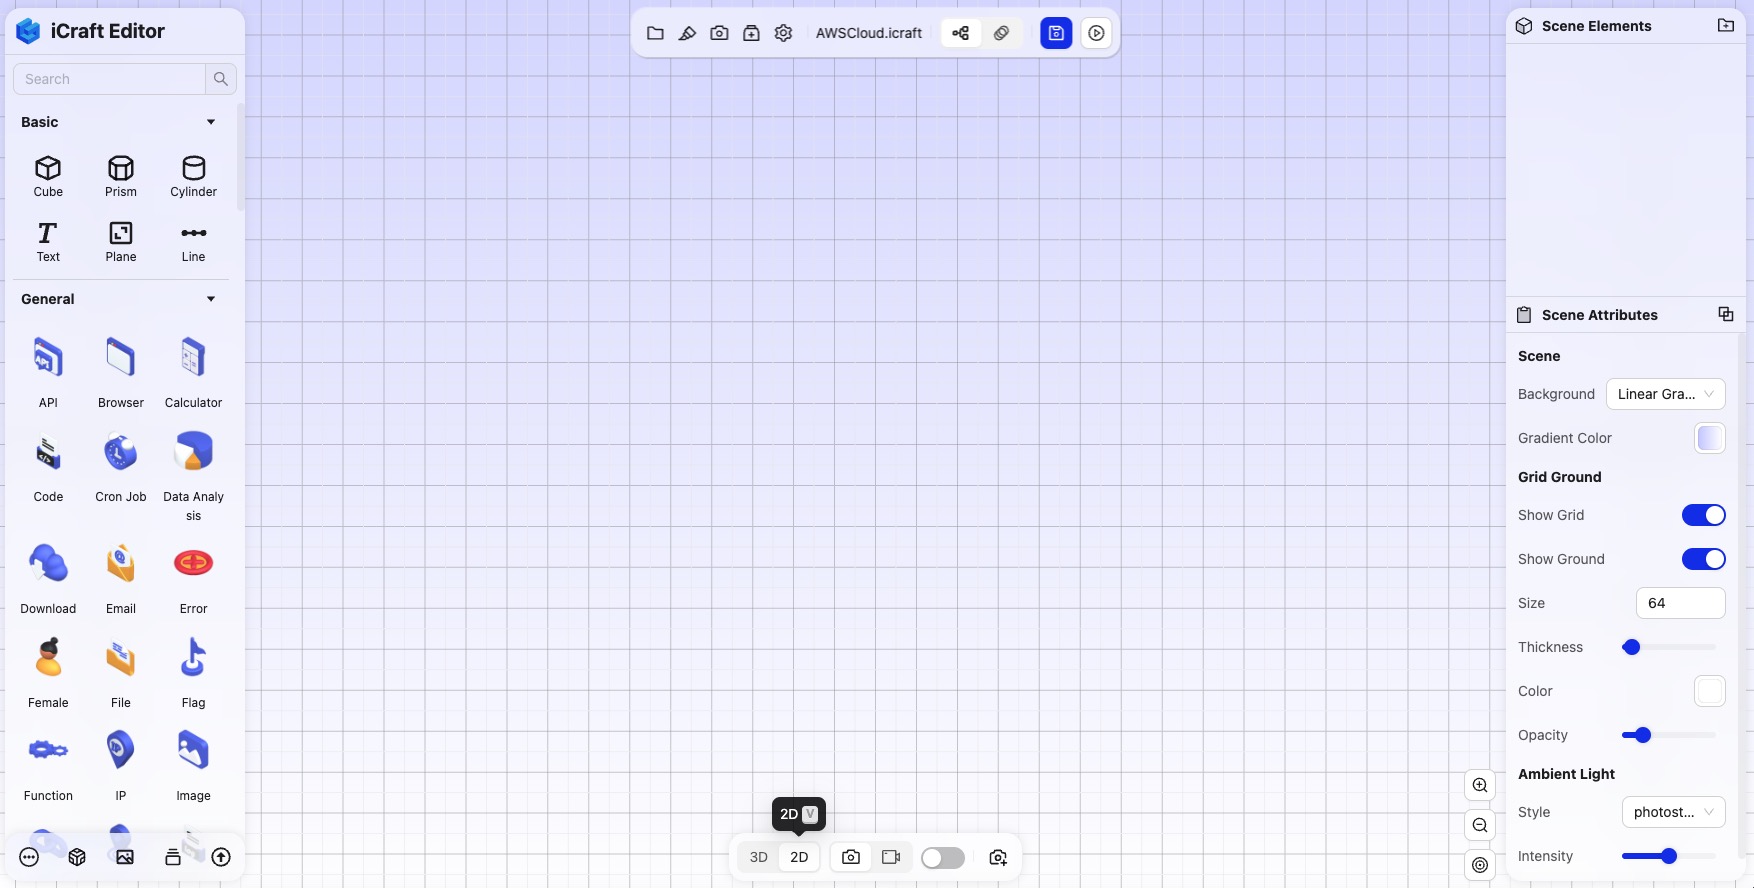 iCraft Editor
Search
Basic
Cube
Prism
Cylinder
Text
Plane
Line
General
API
Browser
Calculator
Code
Cron Job
Data Analy
sis
Download
Email
Error
Female
File
Flag
Function
IP
Image
AWSCloud.icraft
2D V
3D
2D
Scene Elements
Scene Attributes
Scene
Background
Linear Gra...
Gradient Color
Grid Ground
Show Grid
Show Ground
Size
64
Thickness
Color
Opacity
Ambient Light
Style
photost...
Intensity